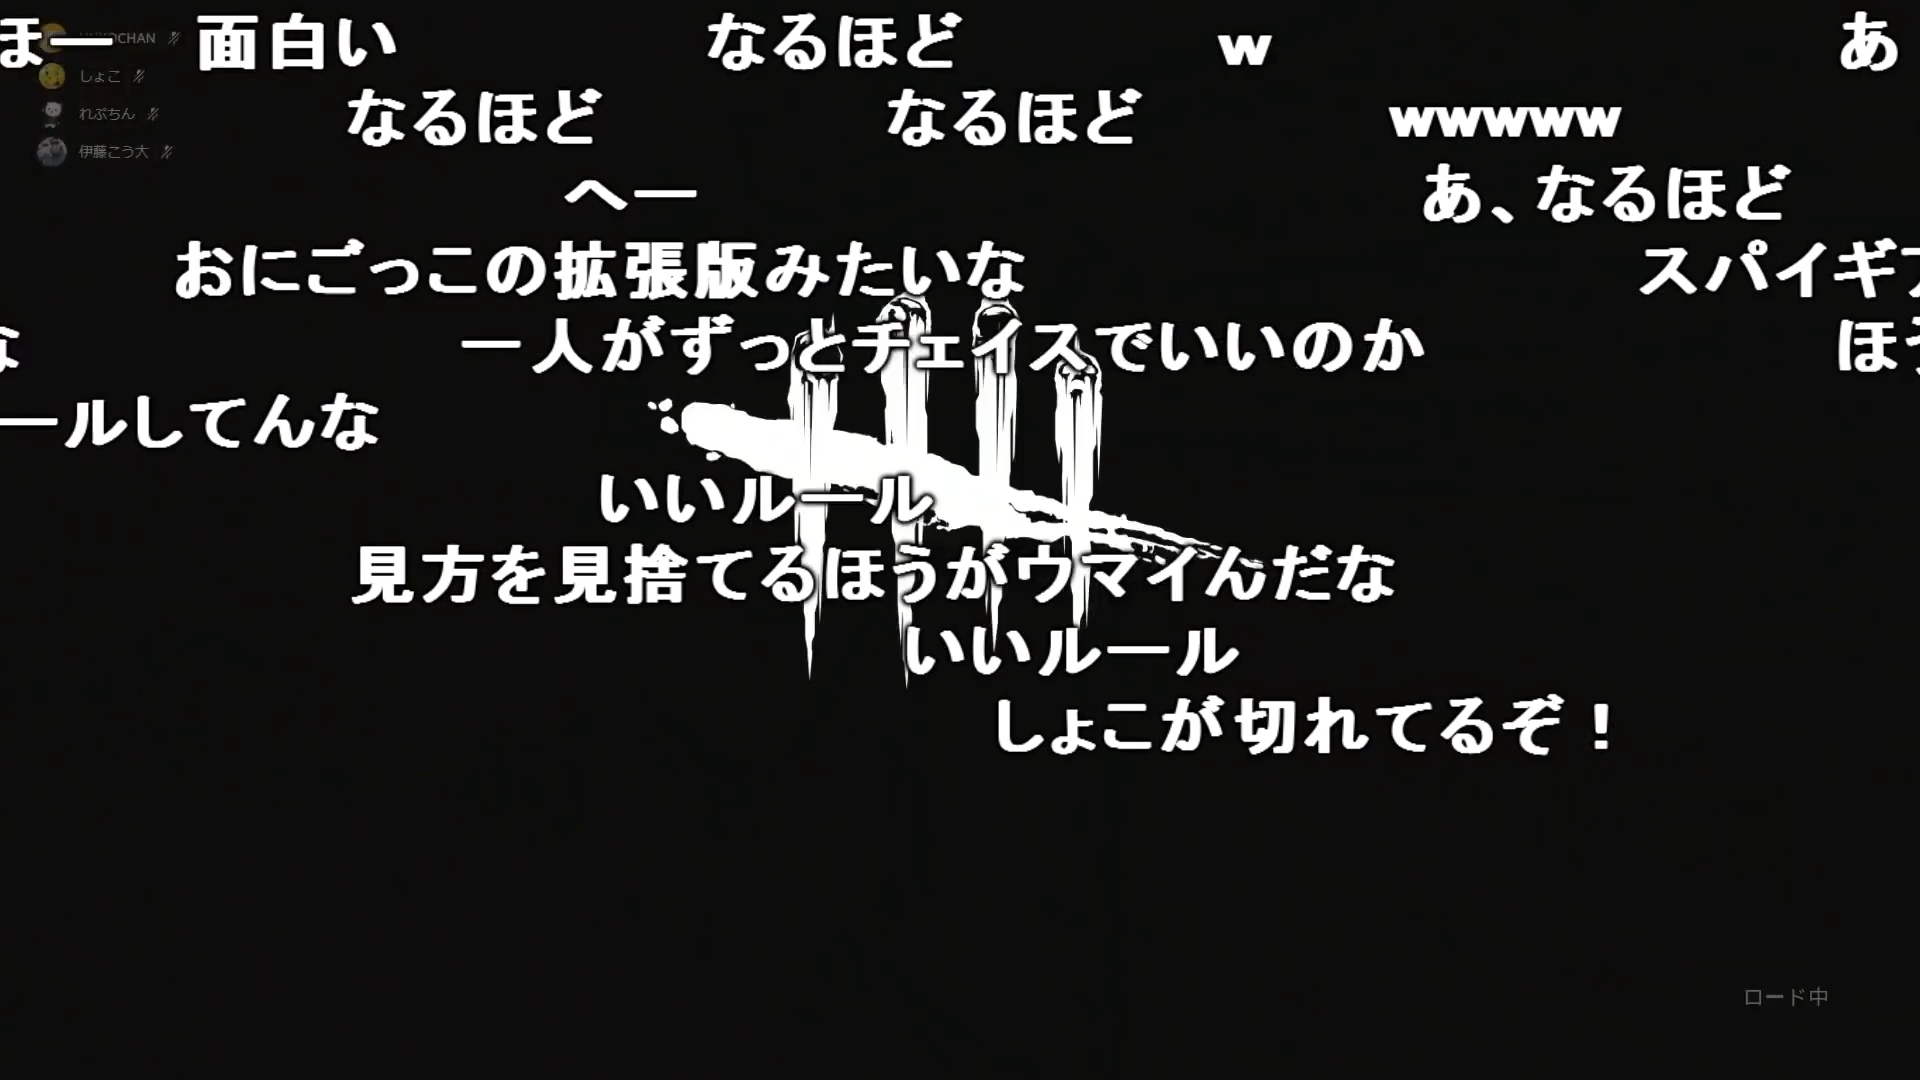 ほー 面白い なるほど w あ
しょこ
れぷちん
伊藤こう大
なるほど なるほど wwwww
へー あ、なるほど
おにごっこの拡張版みたいな スパイギア
な 一人がずっとチェイスでいいのか ほう
ールしてんな
いいルール
見方を見捨てるほうがウマイんだな
いいルール
しょこが切れてるぞ！
ロード中